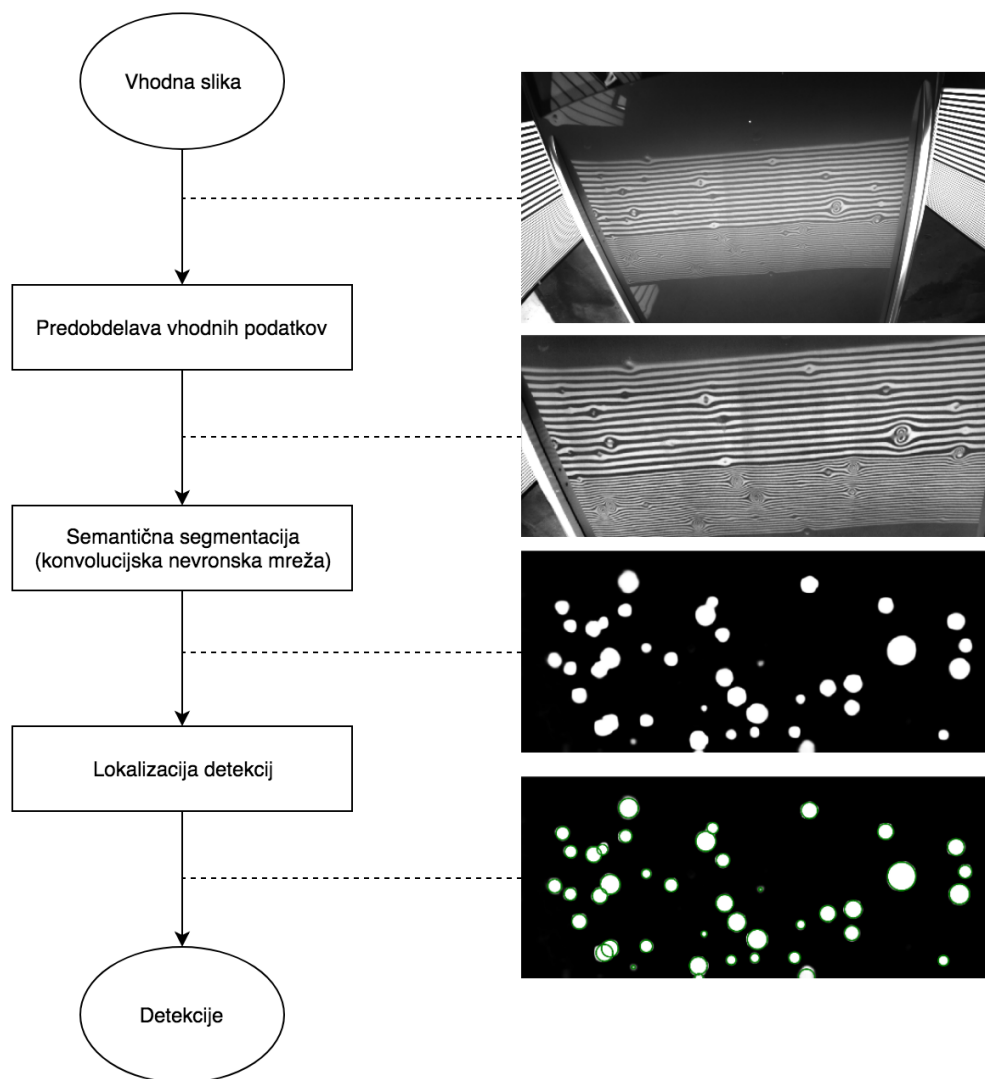 Vhodna slika
Predobdelava vhodnih podatkov
Semantična segmentacija
(konvolucijska nevronska mreža)
Lokalizacija detekcij
Detekcije